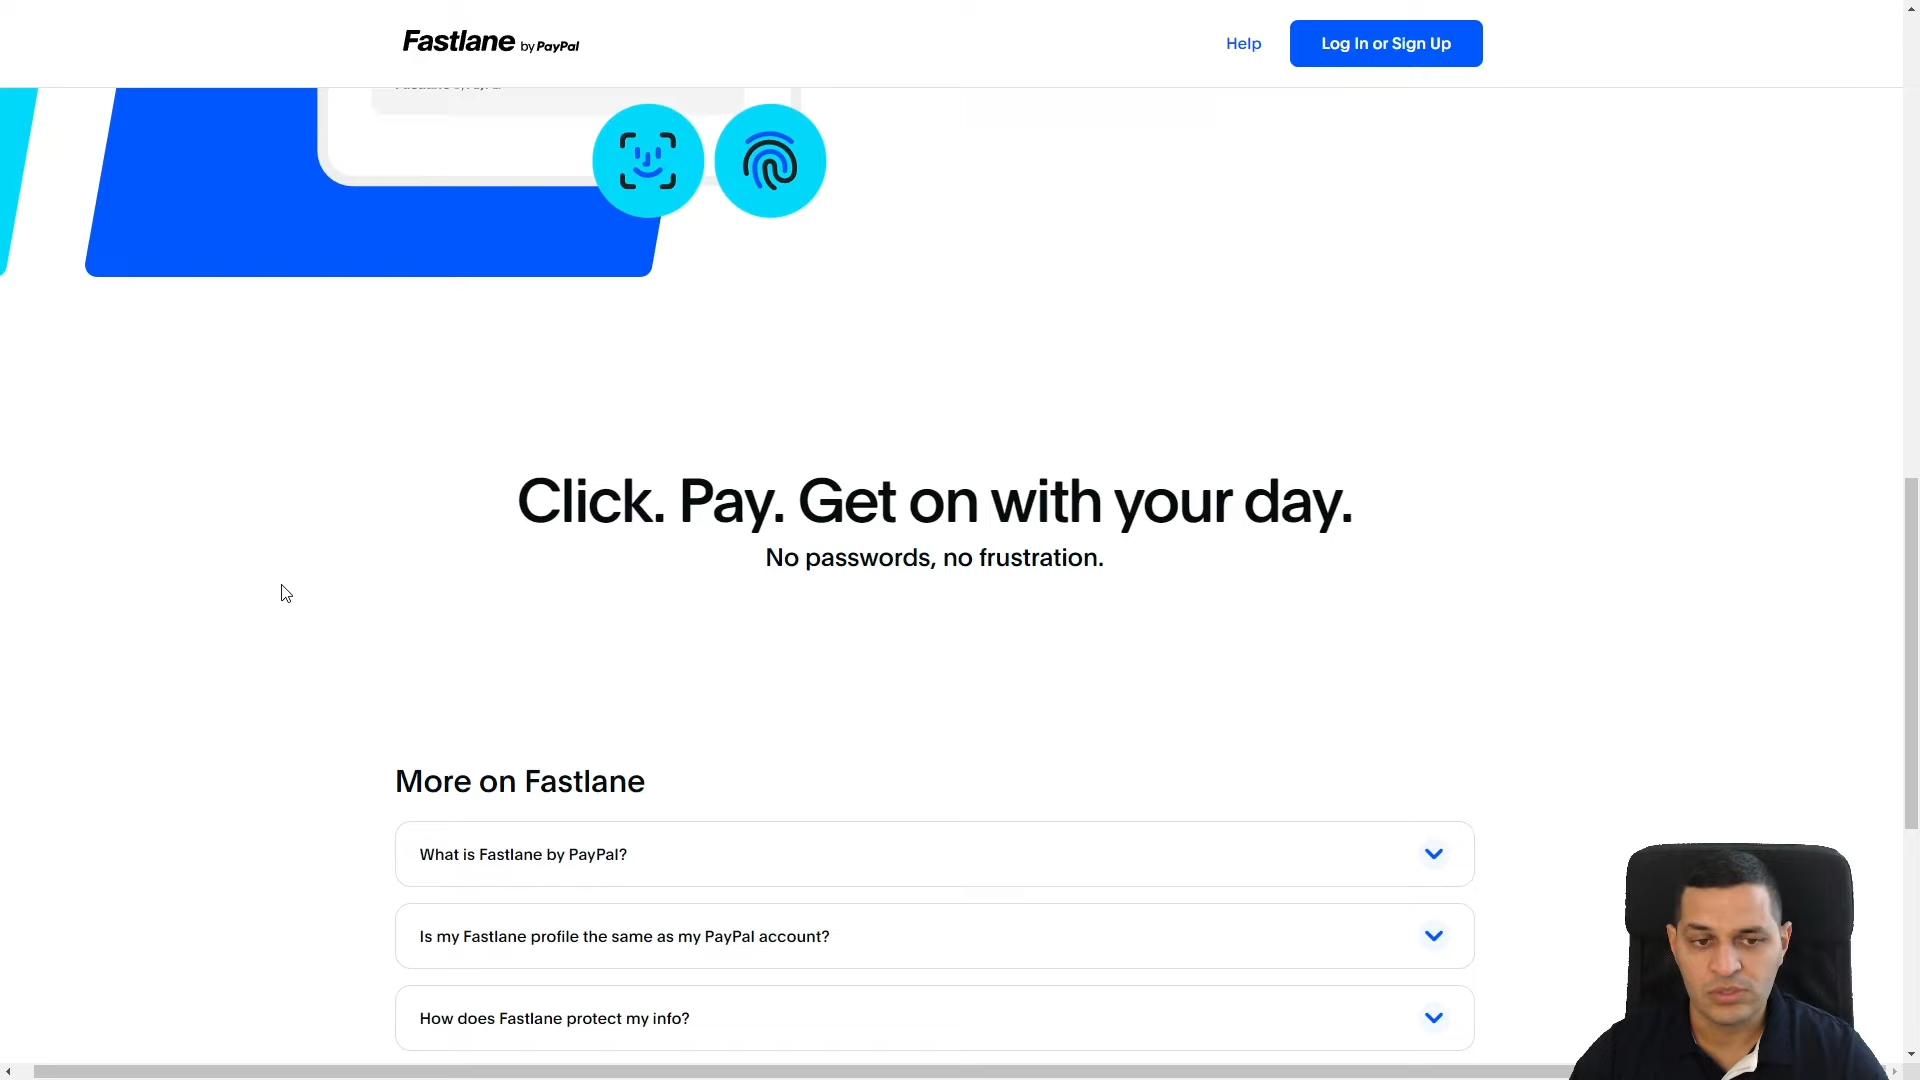 Fastlane by PayPal
Help
Log In or Sign Up
Click. Pay. Get on with your day.
No passwords, no frustration.
More on Fastlane
What is Fastlane by PayPal?
Is my Fastlane profile the same as my PayPal account?
How does Fastlane protect my info?